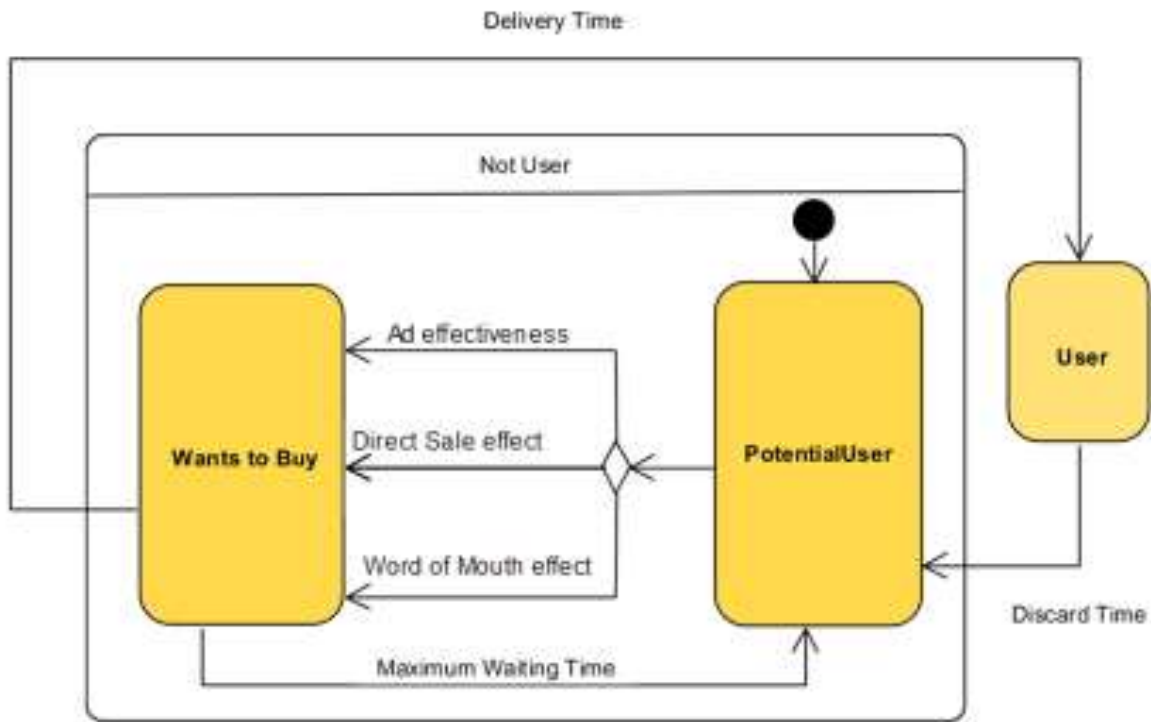 Delivery Time
Not User
Ad effectiveness
User
Direct Sale effect
Wants to Buy
PotentialUser
Word of Mouth effect
Discard Time
Maximum Waiting Time